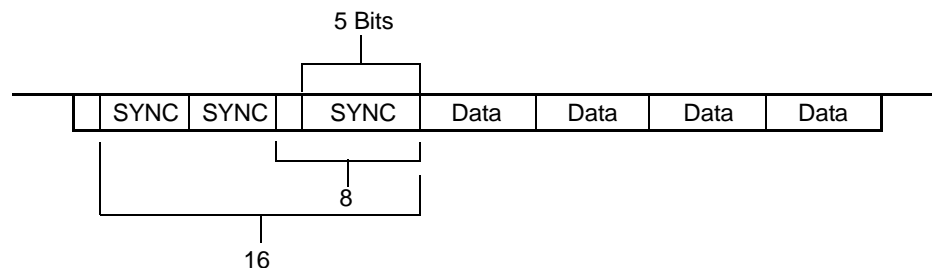 5 Bits
SYNC SYNC SYNC Data Data Data Data
8
16